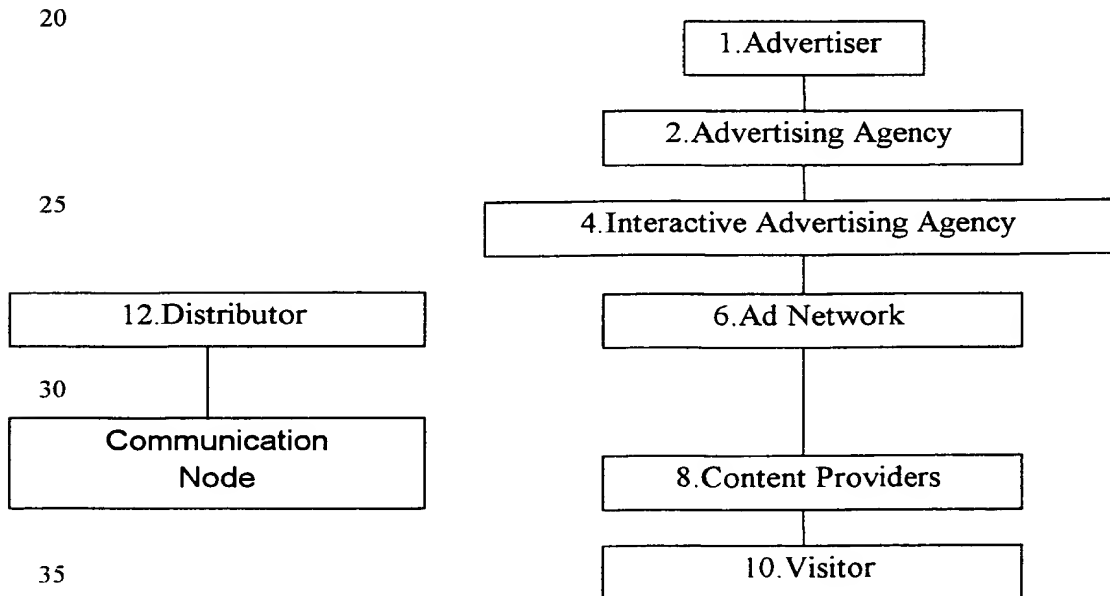 20
1.Advertiser
2.Advertising Agency
25
4.Interactive Advertising Agency
12.Distributor
6.Ad Network
30
Communication
Node
8.Content Providers
35
10.Visitor